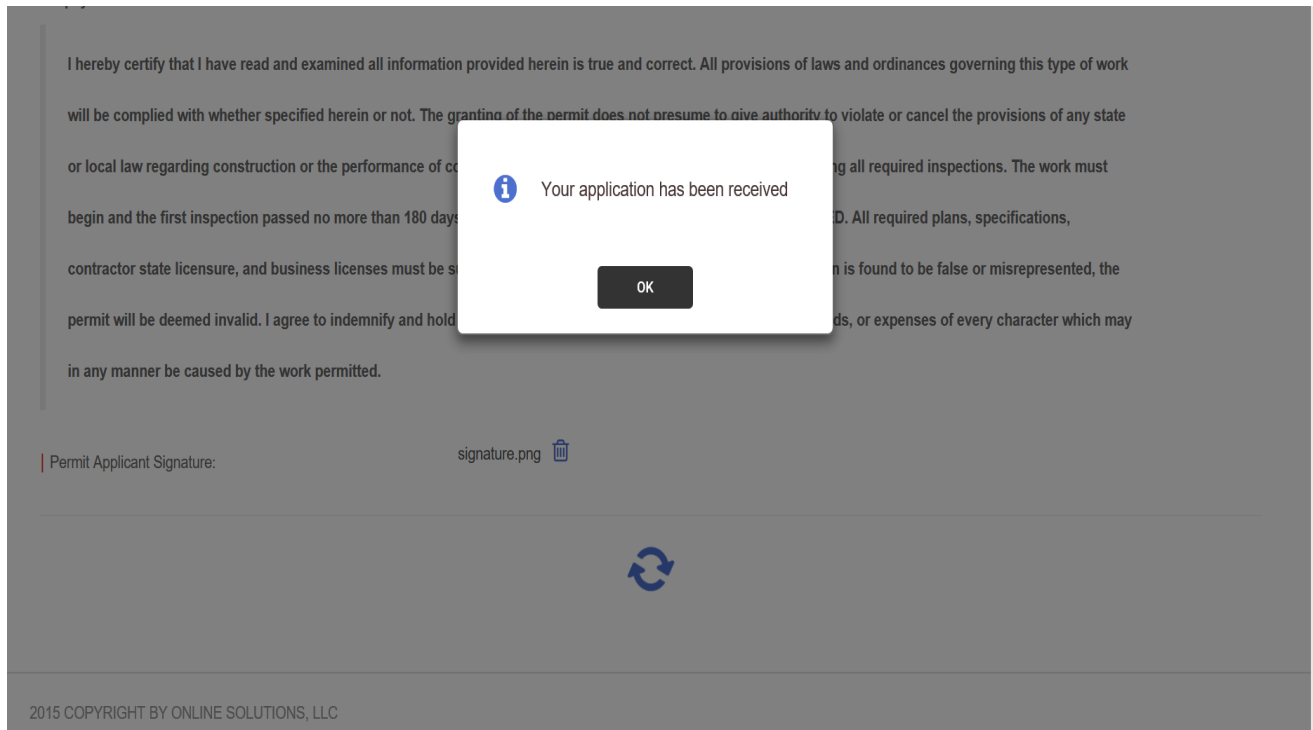 I hereby certify that I have read and examined all information provided herein is true and correct. All provisions of laws and ordinances governing this type of work
will be complied with whether specified herein or not. The granting of the permit does not presume to give authority to violate or cancel the provisions of any state
or local law regarding construction or the performance of all required inspections. The work must
begin and the first inspection passed no more than 180 All required plans, specifications,
contractor state licensure, and business licenses must be is found to be false or misrepresented, the
permit will be deemed invalid. I agree to indemnify and hold or expenses of every character which may
in any manner be caused by the work permitted.
Your application has been received
OK
Permit Applicant Signature:
signature.png
2015 COPYRIGHT BY ONLINE SOLUTIONS, LLC